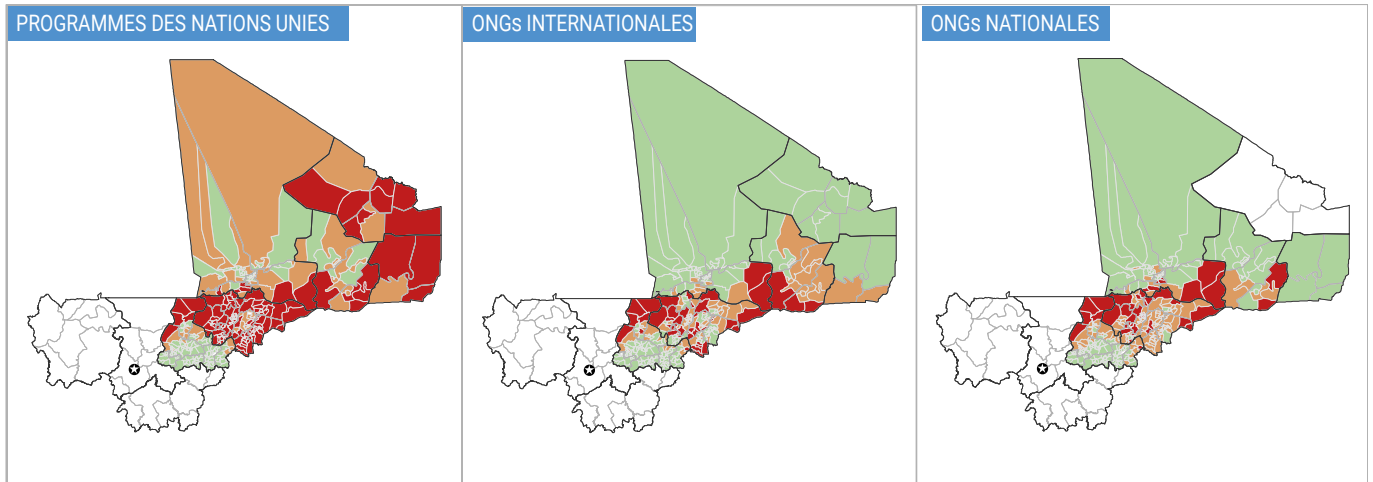 PROGRAMMES DES NATIONS UNIES
ONGs INTERNATIONALES
ONGs NATIONALES